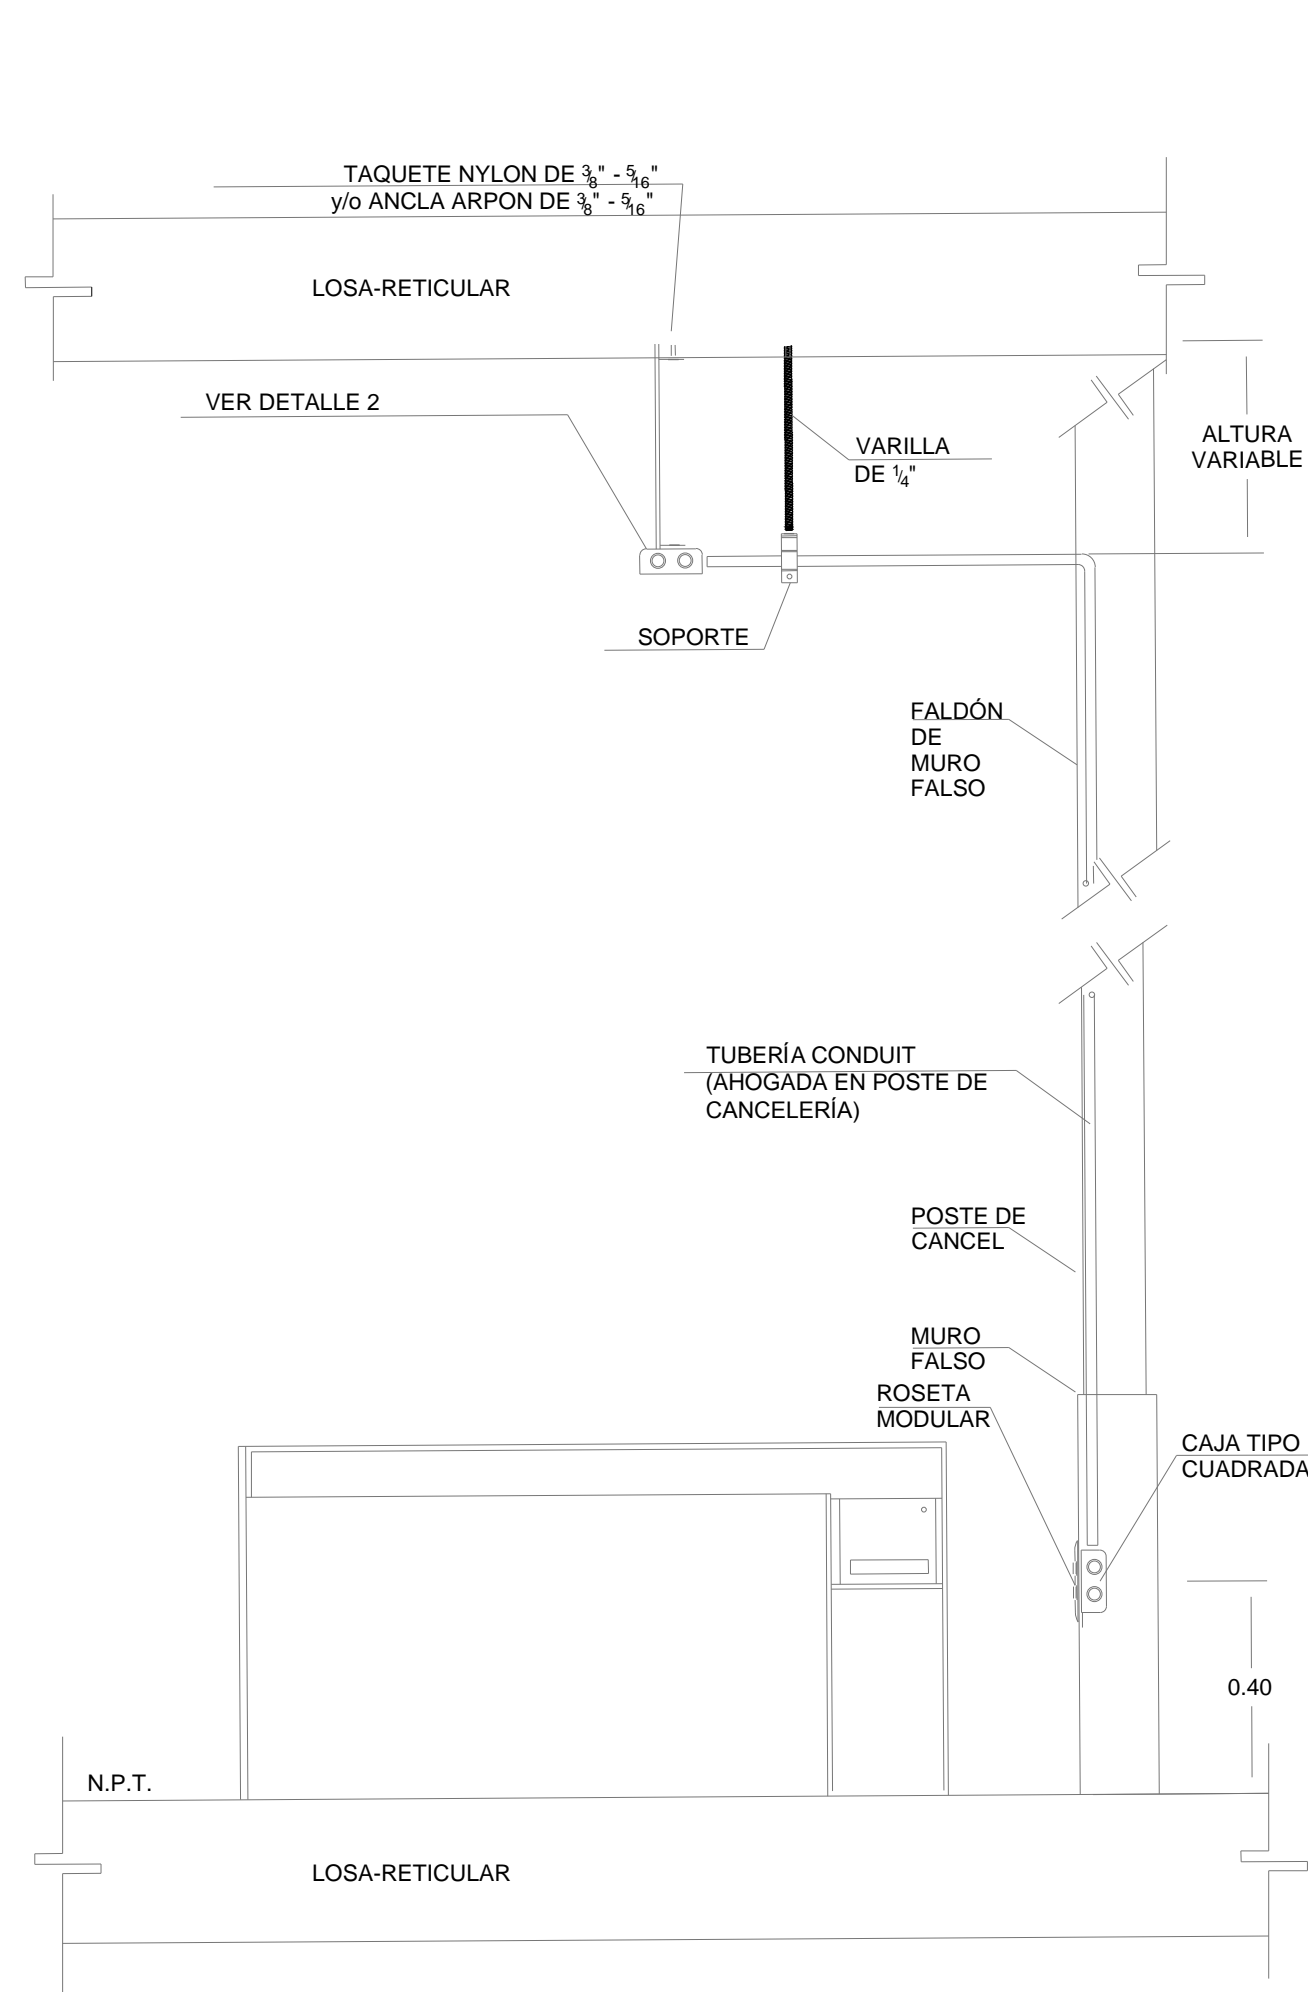 TAQUETE NYLON DE 3/8" - 5/16"
y/o ANCLA ARPON DE 3/8" - 5/16"
LOSA-RETICULAR
VER DETALLE 2
VARILLA
DE 1/4"
ALTURA
VARIABLE
SOPORTE
FALDÓN
DE
MURO
FALSO
TUBERÍA CONDUIT
(AHOGADA EN POSTE DE
CANCELERÍA)
POSTE DE
CANCEL
MURO
FALSO
ROSETA
MODULAR
CAJA TIPO
CUADRADA
0.40
N.P.T.
LOSA-RETICULAR